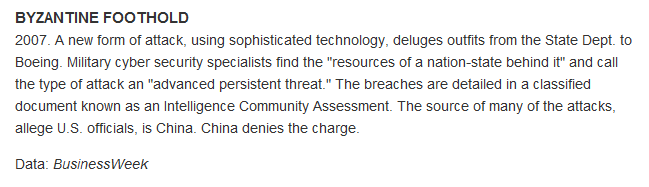 BYZANTINE FOOTHOLD
2007. A new form of attack, using sophisticated technology, deluges outfits from the State Dept. to
Boeing. Military cyber security specialists find the "resources of a nation-state behind it" and call
the type of attack an "advanced persistent threat." The breaches are detailed in a classified
document known as an Intelligence Community Assessment. The source of many of the attacks,
allege U.S. officials, is China. China denies the charge.
Data: BusinessWeek